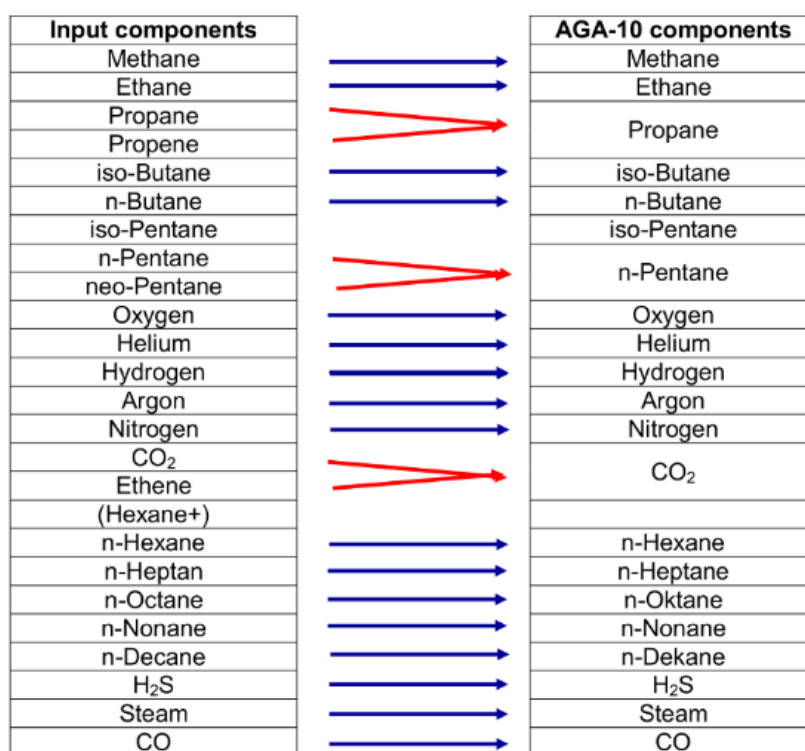 Input components AGA-10 components
Methane Methane
Ethane Ethane
Propane
Propene
Propane
iso-Butane iso-Butane
n-Butane n-Butane
iso-Pentane iso-Pentane
n-Pentane
neo-Pentane
n-Pentane
Oxygen Oxygen
Helium Helium
Hydrogen Hydrogen
Argon Argon
Nitrogen Nitrogen
CO₂
Ethene
CO₂
(Hexane+)
n-Hexane n-Hexane
n-Heptan n-Heptane
n-Octane n-Oktane
n-Nonane n-Nonane
n-Decane n-Dekane
H₂S H₂S
Steam Steam
CO CO